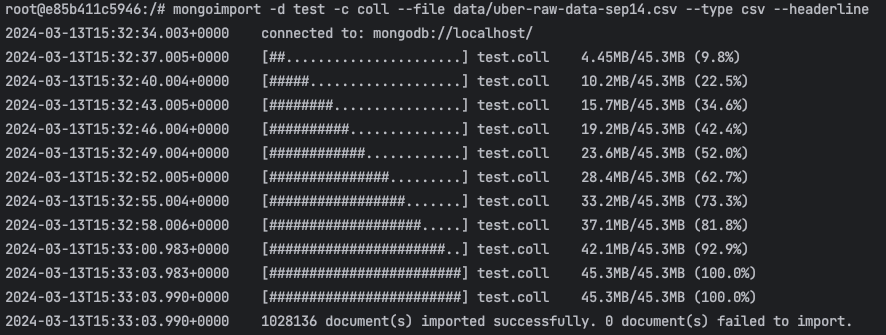 root@e85b411c5946:/# mongoimport -d test -c coll --file data/uber-raw-data-sep14.csv --type csv --headerline
2024-03-13T15:32:34.003+0000    connected to: mongodb://localhost/
2024-03-13T15:32:37.005+0000    [##......................] test.coll    4.45MB/45.3MB (9.8%)
2024-03-13T15:32:40.004+0000    [#####...................] test.coll    10.2MB/45.3MB (22.5%)
2024-03-13T15:32:43.005+0000    [########................] test.coll    15.7MB/45.3MB (34.6%)
2024-03-13T15:32:46.004+0000    [##########..............] test.coll    19.2MB/45.3MB (42.4%)
2024-03-13T15:32:49.004+0000    [############............] test.coll    23.6MB/45.3MB (52.0%)
2024-03-13T15:32:52.005+0000    [###############.........] test.coll    28.4MB/45.3MB (62.7%)
2024-03-13T15:32:55.004+0000    [#################.......] test.coll    33.2MB/45.3MB (73.3%)
2024-03-13T15:32:58.006+0000    [###################.....] test.coll    37.1MB/45.3MB (81.8%)
2024-03-13T15:33:00.983+0000    [######################..] test.coll    42.1MB/45.3MB (92.9%)
2024-03-13T15:33:03.983+0000    [########################] test.coll    45.3MB/45.3MB (100.0%)
2024-03-13T15:33:03.990+0000    [########################] test.coll    45.3MB/45.3MB (100.0%)
2024-03-13T15:33:03.990+0000    1028136 document(s) imported successfully. 0 document(s) failed to import.